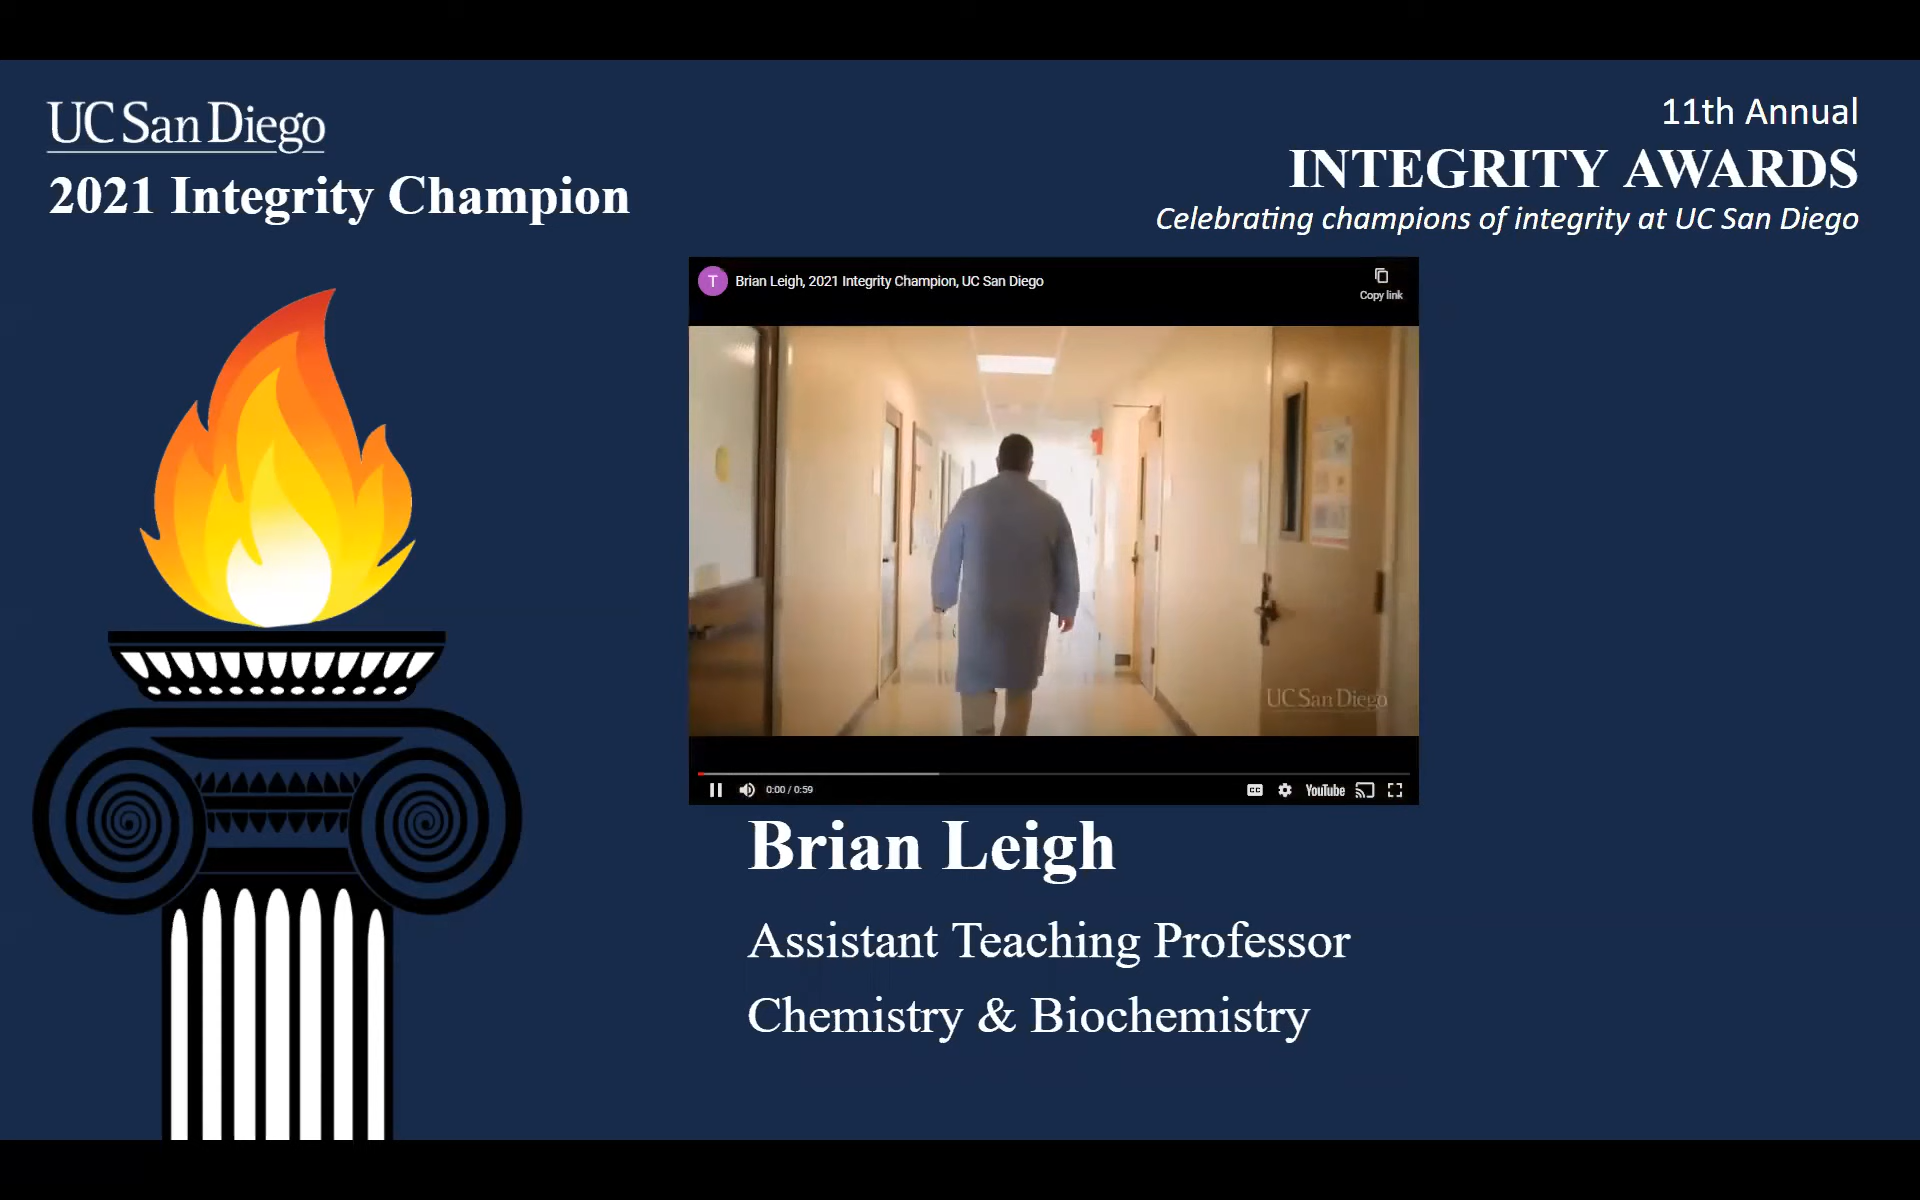 UC San Diego
2021 Integrity Champion
11th Annual
INTEGRITY AWARDS
Celebrating champions of integrity at UC San Diego
T
Brian Leigh, 2021 Integrity Champion, UC San Diego
Copy link
UC San Diego
0:00 / 0:59
CC
YouTube
Brian Leigh
Assistant Teaching Professor
Chemistry & Biochemistry